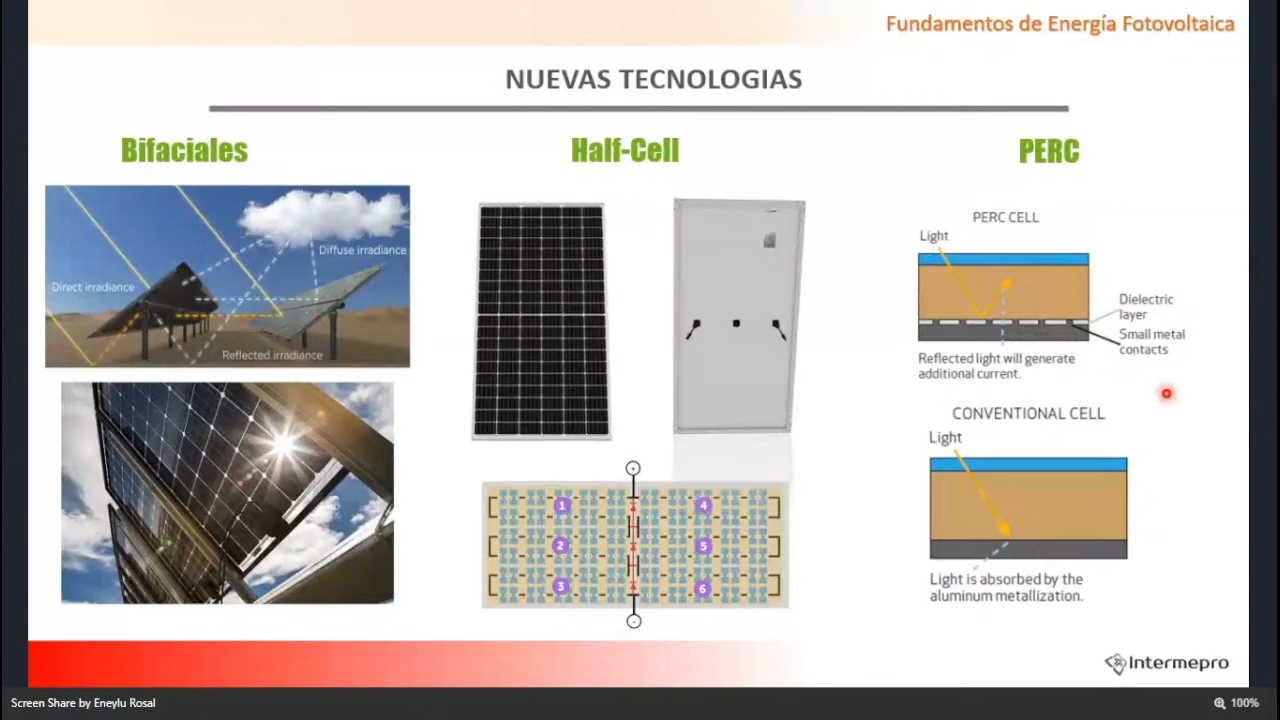 Fundamentos de Energía Fotovoltaica
NUEVAS TECNOLOGIAS
Bifaciales
Half-Cell
PERC
Diffuse irradiance
Direct irradiance
Reflected irradiance
1
2
3
4
5
6
PERC CELL
Light
Dielectric
layer
Small metal
contacts
Reflected light will generate
additional current.
CONVENTIONAL CELL
Light
Light is absorbed by the
aluminum metallization.
Intermepro
Screen Share by Eneylu Rosal
100%